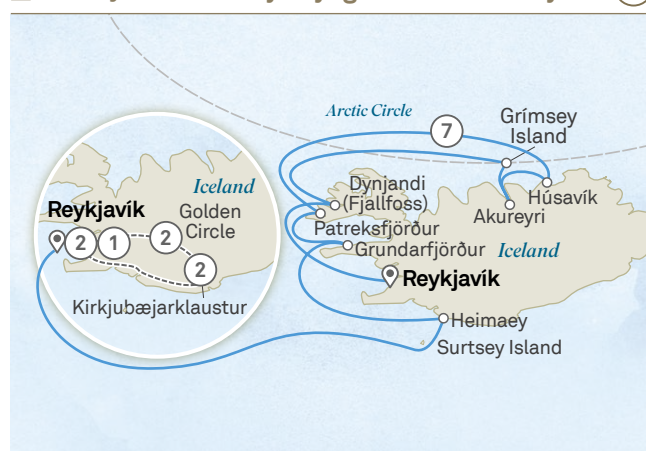 Arctic Circle
7
Grímsey
Island
Iceland
Reykjavík
Golden
Circle
2
1
2
2
Kirkjubæjarklaustur
Dynjandi
(Fjallfoss)
Patreksfjörður
Grundarfjörður
Húsavík
Akureyri
Iceland
Reykjavík
Heimaey
Surtsey Island